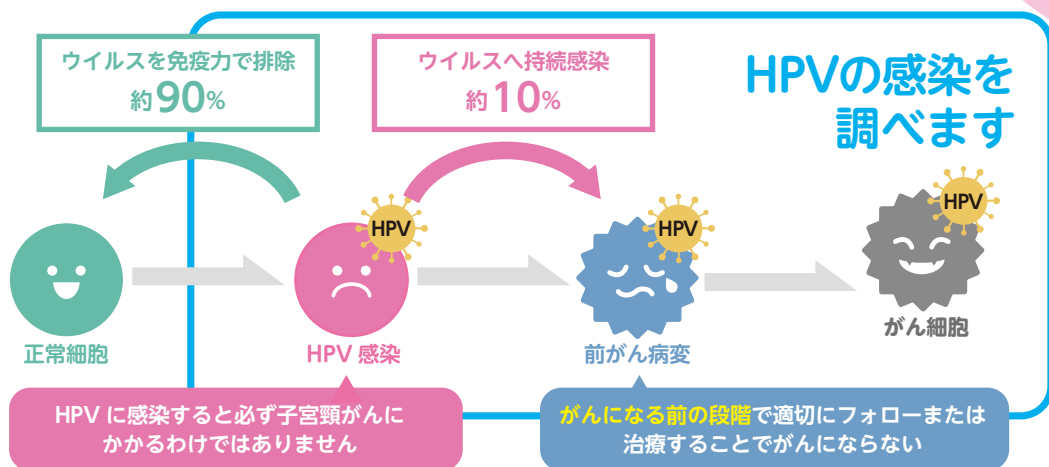 ウイルスを免疫力で排除
約90%
ウイルスへ持続感染
約10%
HPVの感染を
調べます
HPV
HPV
HPV
正常細胞
HPV 感染
前がん病変
がん細胞
HPV に感染すると必ず子宮頸がんに
かかるわけではありません
がんになる前の段階で適切にフォローまたは
治療することでがんにならない